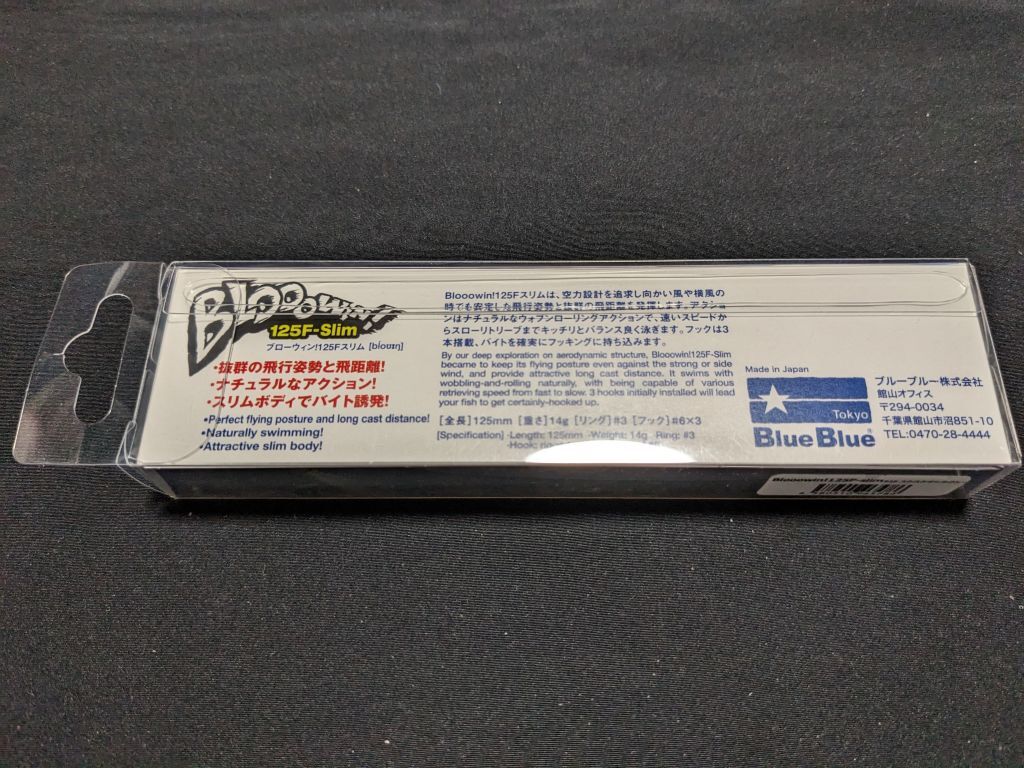 Blooowin!
125F-Slim
ブローウィン!125Fスリム [blóuɪŋ]
・抜群の飛行姿勢と飛距離!
・ナチュラルなアクション!
・スリムボディでバイト誘発!
•Perfect flying posture and long cast distance!
•Naturally swimming!
•Attractive slim body!
Blooowin!125Fスリムは、空力設計を追求し向かい風や横風の
時でも安定した飛行姿勢と抜群の飛距離を発揮します。アクショ
ンはナチュラルなウォブンローリングアクションで、速いスピードか
らスローリトリーブまでキッチリとバランス良く泳ぎます。フックは3
本搭載、バイトを確実にフッキングに持ち込みます。
By our deep exploration on aerodynamic structure, Blooowin!125F-Slim
became to keep its flying posture even against the strong or side
wind, and provide attractive long cast distance. It swims with
wobbling-and-rolling naturally, with being capable of various
retrieving speed from fast to slow. 3 hooks initially installed will lead
your fish to get certainly-hooked up.
[全長]125mm [重さ]14g [リング]#3 [フック]#6×3
[Specification] ·Length: 125mm ·Weight: 14g ·Ring: #3
·Hook:
Made in Japan
Tokyo
BlueBlue®
ブルーブルー株式会社
館山オフィス
〒294-0034
千葉県館山市沼851-10
TEL:0470-28-4444
Blooowin!125F-slim